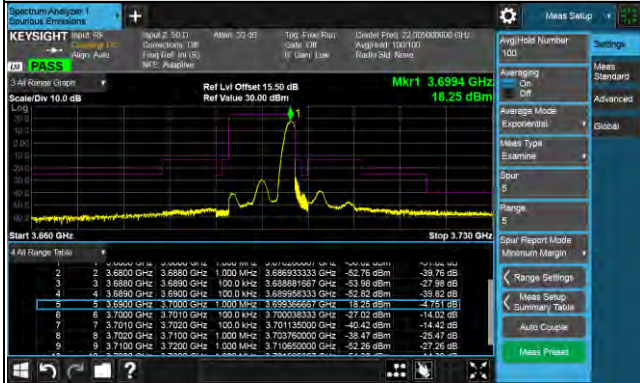 Spectrum Analyzer 1
Spurious Emissions
Meas Setup
KEYSIGHT Input: RF
Coupling: DC
Align: Auto
Input Z: 50 Ω
Corrections: Off
Freq Ref: Int (S)
NFE: Adaptive
Atten: 30 dB
Trig: Free Run
Gate: Off
IF Gain: Low
Center Freq: 22.005000000 GHz
Avg|Hold: 100/100
Radio Std: None
PASS
3 All Range Graph
Scale/Div 10.0 dB
Ref Lvl Offset 15.50 dB
Ref Value 30.00 dBm
Mkr1 3.6994 GHz
18.25 dBm
Log
Start 3.660 GHz
Stop 3.730 GHz
4 All Range Table
2 2 3.6800 GHz 3.6880 GHz 1.000 MHz 3.686933333 GHz -52.76 dBm -39.76 dB
3 3 3.6880 GHz 3.6890 GHz 100.0 kHz 3.688881667 GHz -53.98 dBm -27.98 dB
4 4 3.6890 GHz 3.6900 GHz 1.000 MHz 3.689958333 GHz -52.82 dBm -39.82 dB
5 5 3.6900 GHz 3.7000 GHz 1.000 MHz 3.699366667 GHz 18.25 dBm -4.751 dB
6 6 3.7000 GHz 3.7010 GHz 100.0 kHz 3.700038333 GHz -27.02 dBm -14.02 dB
7 7 3.7010 GHz 3.7020 GHz 100.0 kHz 3.701135000 GHz -40.42 dBm -14.42 dB
8 8 3.7020 GHz 3.7100 GHz 1.000 MHz 3.703760000 GHz -38.47 dBm -25.47 dB
9 9 3.7100 GHz 3.7200 GHz 1.000 MHz 3.710650000 GHz -52.26 dBm -27.26 dB
Avg|Hold Number
100
Averaging
On
Off
Average Mode
Exponential
Meas Type
Examine
Spur
5
Range
5
Spur Report Mode
Minimum Margin
Range Settings
Meas Setup
Summary Table
Auto Couple
Meas Preset
Settings
Meas
Standard
Advanced
Global